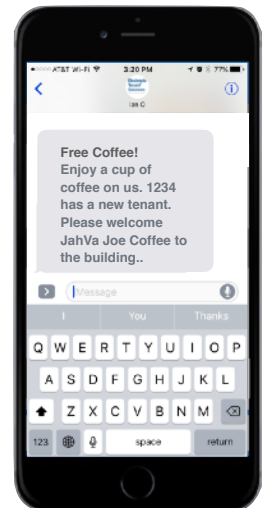 AT&T Wi-Fi 3:20 PM 77%
Ian C
Free Coffee!
Enjoy a cup of
coffee on us. 1234
has a new tenant.
Please welcome
JahVa Joe Coffee to
the building..
Message
I You Thanks
Q W E R T Y U I O P
A S D F G H J K L
Z X C V B N M
123 space return